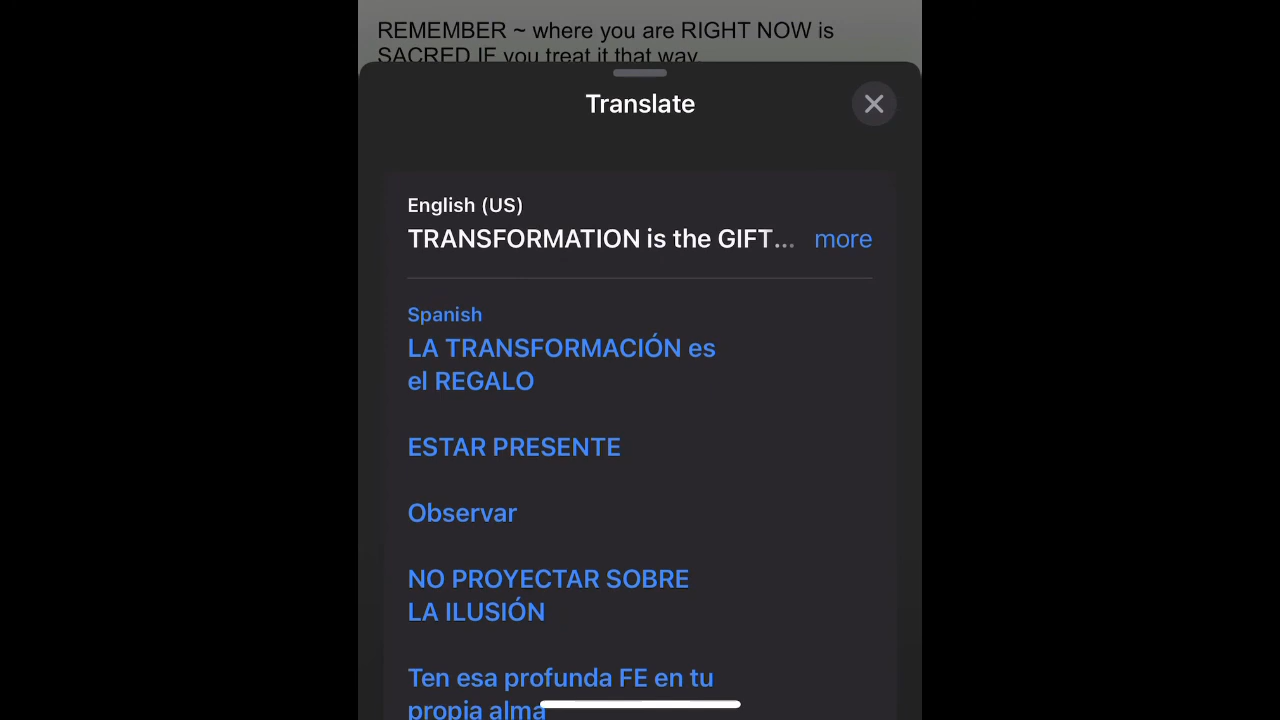 REMEMBER ~ where you are RIGHT NOW is
SACRED IF you treat it that way.
Translate
English (US)
TRANSFORMATION is the GIFT... more
Spanish
LA TRANSFORMACIÓN es
el REGALO
ESTAR PRESENTE
Observar
NO PROYECTAR SOBRE
LA ILUSIÓN
Ten esa profunda FE en tu
propia alma